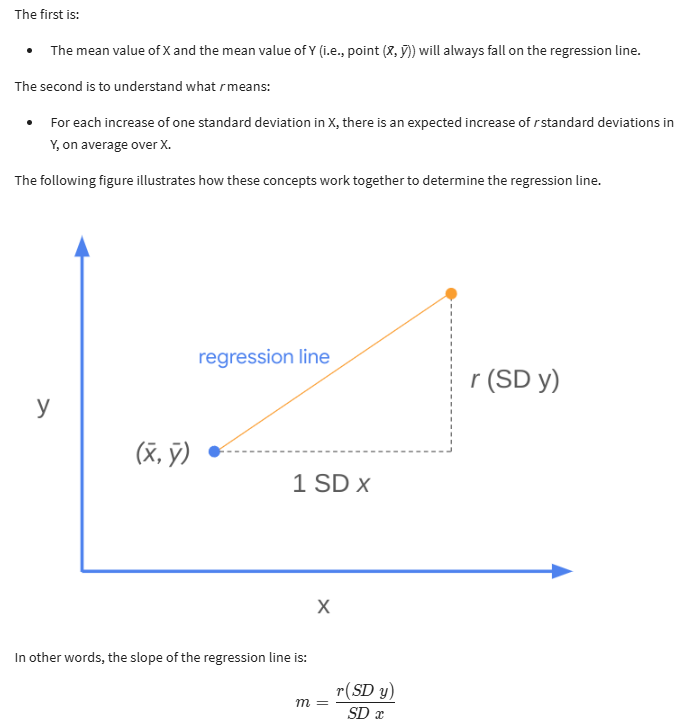 The first is:
• The mean value of X and the mean value of Y (i.e., point (x̄, ȳ)) will always fall on the regression line.
The second is to understand what r means:
• For each increase of one standard deviation in X, there is an expected increase of r standard deviations in
Y, on average over X.
The following figure illustrates how these concepts work together to determine the regression line.
regression line
r (SD y)
y
(x̄, ȳ)
1 SD x
x
In other words, the slope of the regression line is:
m = r(SD y) / SD x